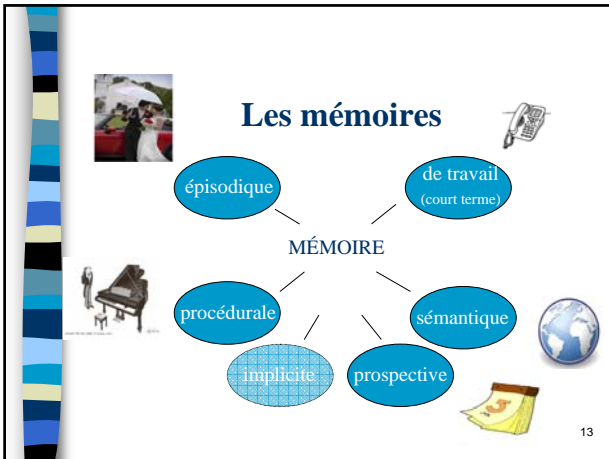 Les mémoires
épisodique
de travail
(court terme)
MÉMOIRE
procédurale
sémantique
implicite
prospective
13